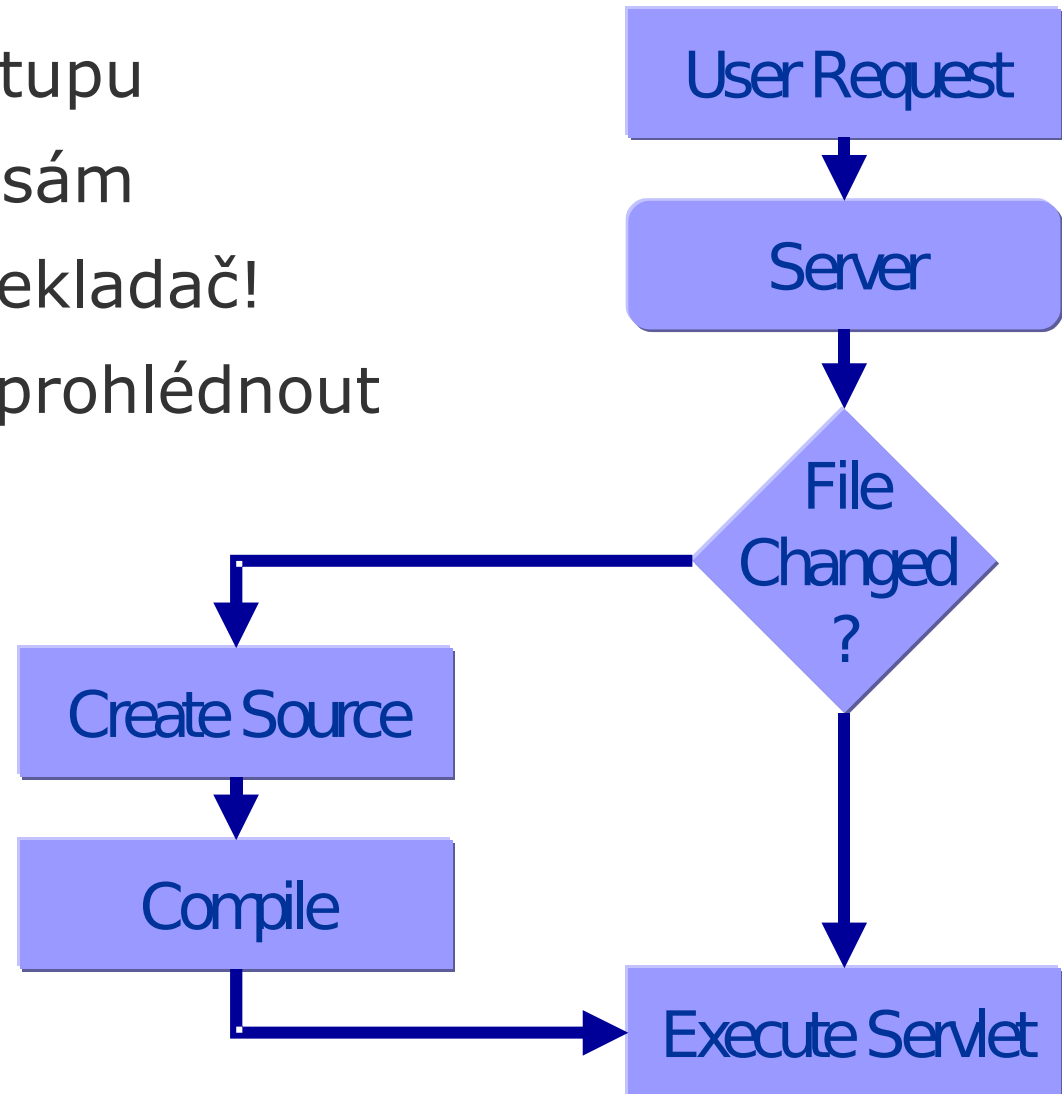 tupu
sám
ekladač!
prohlédnout
User Request
Server
File
Changed
?
Create Source
Compile
Execute Servlet